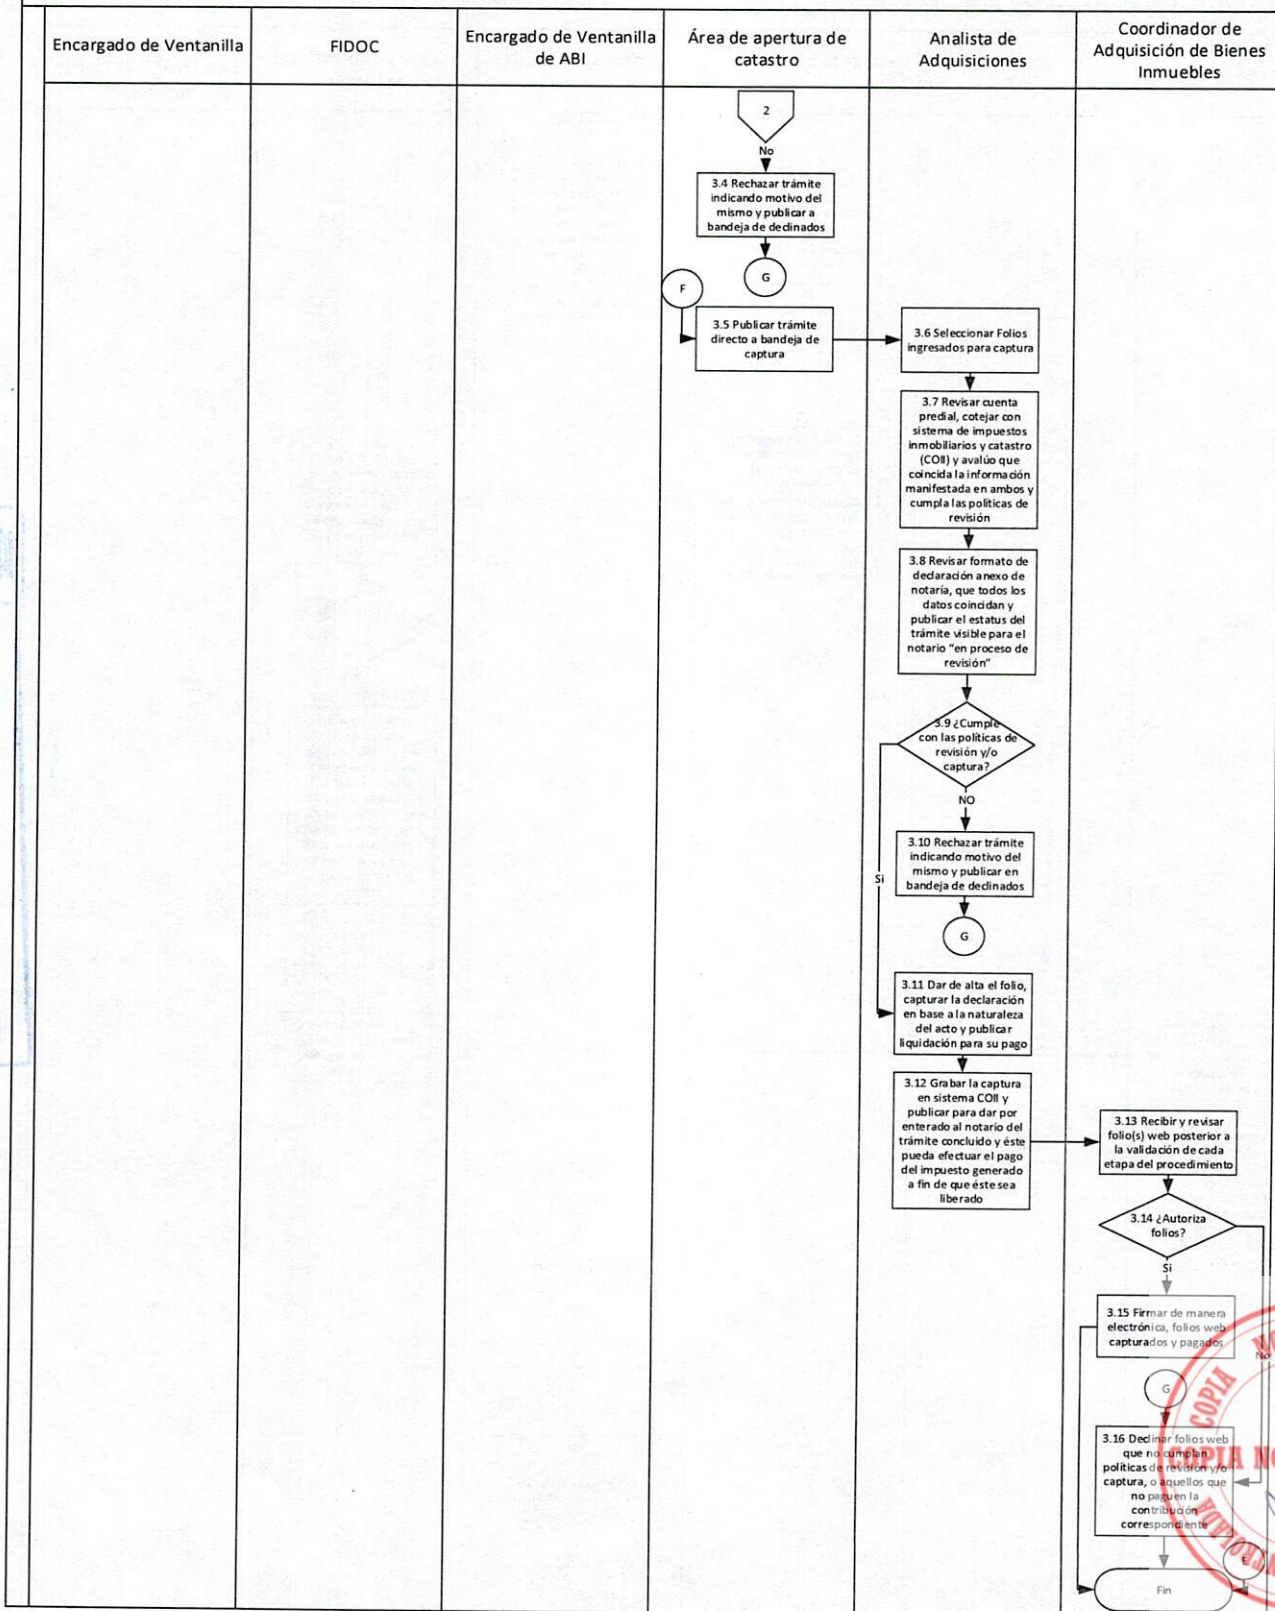 Encargado de Ventanilla
FIDOC
Encargado de Ventanilla
de ABI
Área de apertura de
catastro
Analista de
Adquisiciones
Coordinador de
Adquisición de Bienes
Inmuebles
2
No
3.4 Rechazar trámite
indicando motivo del
mismo y publicar a
bandeja de declinados
G
F
3.5 Publicar trámite
directo a bandeja de
captura
3.6 Seleccionar Folios
ingresados para captura
3.7 Revisar cuenta
predial, cotejar con
sistema de impuestos
inmobiliarios y catastro
(COII) y avalúo que
coincida la información
manifestada en ambos y
cumpla las políticas de
revisión
3.8 Revisar formato de
declaración anexo de
notaría, que todos los
datos coincidan y
publicar el estatus del
trámite visible para el
notario "en proceso de
revisión"
3.9 ¿Cumple
con las políticas de
revisión y/o
captura?
NO
Si
3.10 Rechazar trámite
indicando motivo del
mismo y publicar en
bandeja de declinados
G
3.11 Dar de alta el folio,
capturar la declaración
en base a la naturaleza
del acto y publicar
liquidación para su pago
3.12 Grabar la captura
en sistema COII y
publicar para dar por
enterado al notario del
trámite concluido y éste
pueda efectuar el pago
del impuesto generado
a fin de que éste sea
liberado
3.13 Recibir y revisar
folio(s) web posterior a
la validación de cada
etapa del procedimiento
3.14 ¿Autoriza
folios?
Si
No
3.15 Firmar de manera
electrónica, folios web
capturados y pagados
G
3.16 Declinar folios web
que no cumplan
políticas de revisión y/o
captura, o aquellos que
no paguen la
contribución
correspondiente
E
Fin
COPIA
COPIA NO